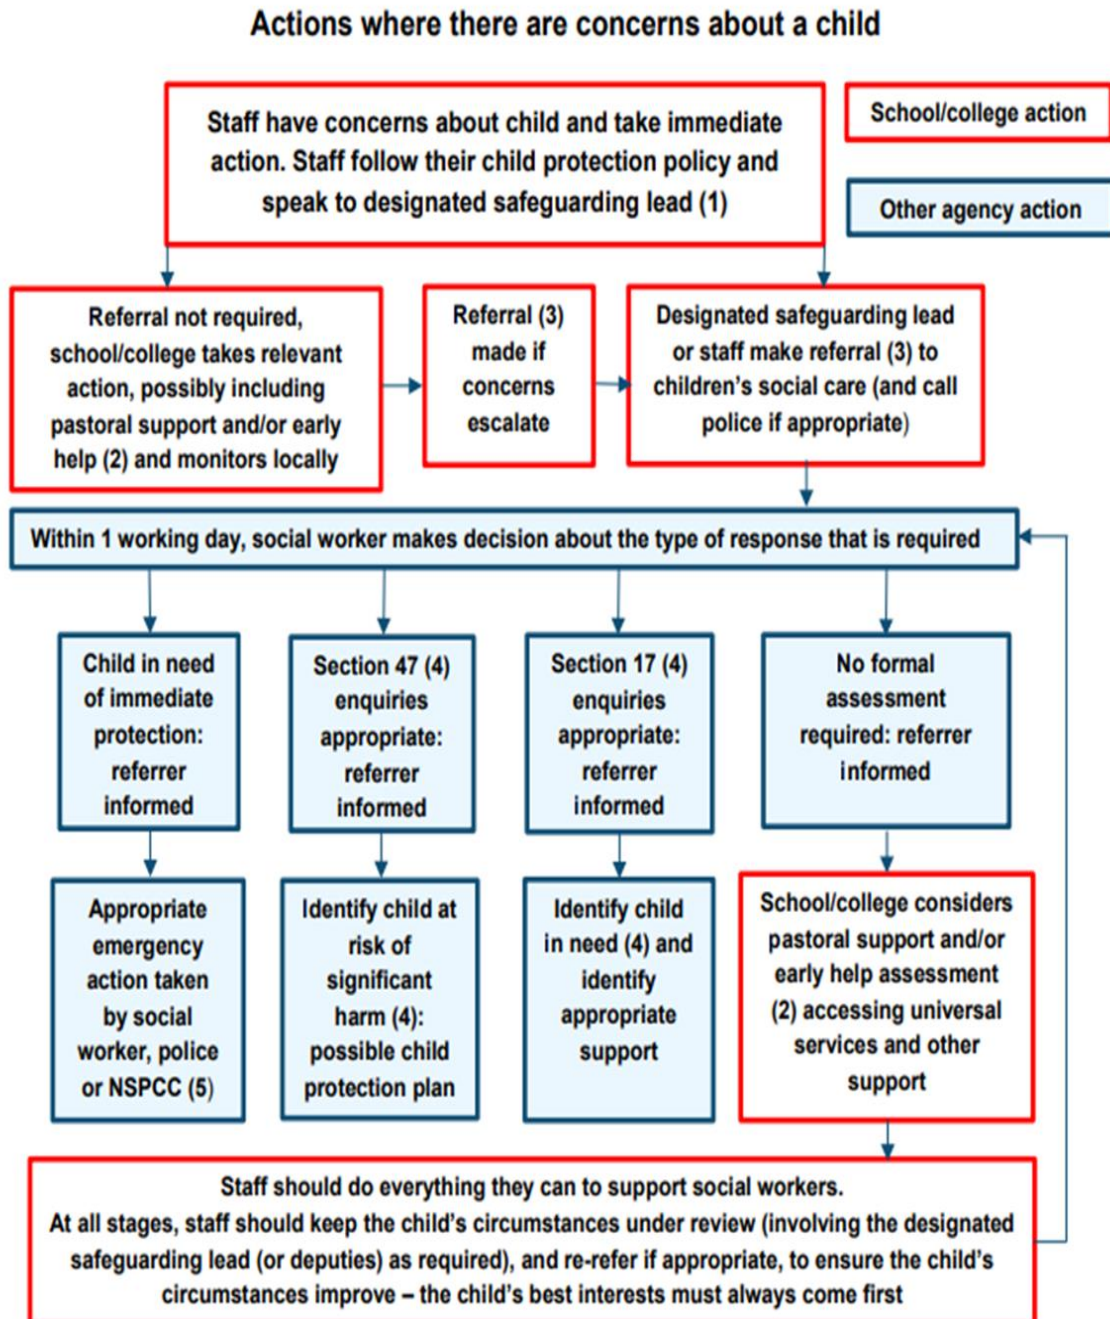 Actions where there are concerns about a child
Staff have concerns about child and take immediate
action. Staff follow their child protection policy and
speak to designated safeguarding lead (1)
School/college action
Other agency action
Referral not required,
school/college takes relevant
action, possibly including
pastoral support and/or early
help (2) and monitors locally
Referral (3)
made if
concerns
escalate
Designated safeguarding lead
or staff make referral (3) to
children’s social care (and call
police if appropriate)
Within 1 working day, social worker makes decision about the type of response that is required
Child in need
of immediate
protection:
referrer
informed
Section 47 (4)
enquiries
appropriate:
referrer
informed
Section 17 (4)
enquiries
appropriate:
referrer
informed
No formal
assessment
required: referrer
informed
Appropriate
emergency
action taken
by social
worker, police
or NSPCC (5)
Identify child at
risk of
significant
harm (4):
possible child
protection plan
Identify child
in need (4) and
identify
appropriate
support
School/college considers
pastoral support and/or
early help assessment
(2) accessing universal
services and other
support
Staff should do everything they can to support social workers.
At all stages, staff should keep the child’s circumstances under review (involving the designated
safeguarding lead (or deputies) as required), and re-refer if appropriate, to ensure the child’s
circumstances improve – the child’s best interests must always come first